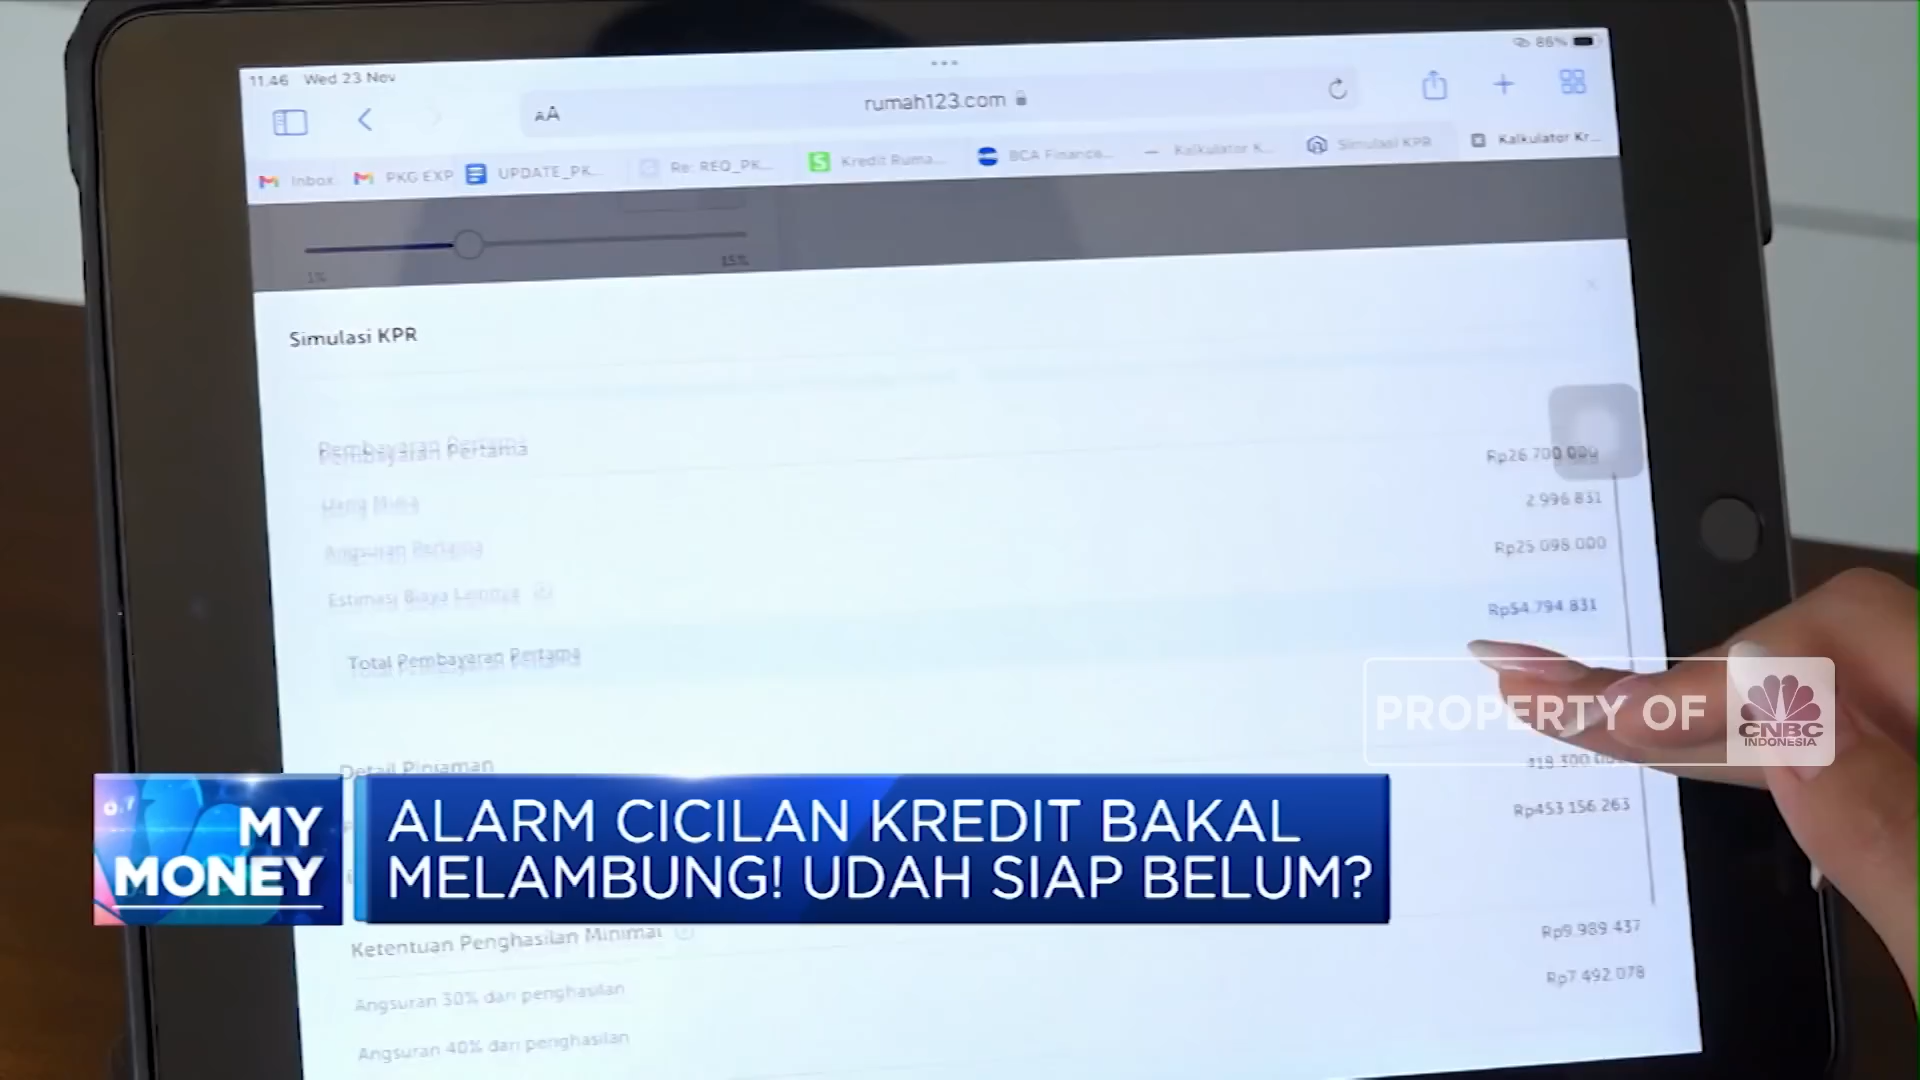 11.46 Wed 23 Nov
86%
AA
rumah123.com
Inbox
PKG EXP
UPDATE_PK...
Re: REQ_PK...
Kredit Ruma...
BCA Finance...
Kalkulator K...
Simulasi KPR
Kalkulator Kr...
1%
15%
Simulasi KPR
Pembayaran Pertama
Rp26.700.000
2.996.831
Angsuran Pertama
Rp25.098.000
Estimasi Biaya Lainnya
Rp54.794.831
Total Pembayaran Pertama
PROPERTY OF
CNBC
INDONESIA
Detail Pinjaman
Rp453.156.263
MY
MONEY
ALARM CICILAN KREDIT BAKAL
MELAMBUNG! UDAH SIAP BELUM?
Ketentuan Penghasilan Minimal
Rp9.989.437
Angsuran 30% dari penghasilan
Rp7.492.078
Angsuran 40% dari penghasilan